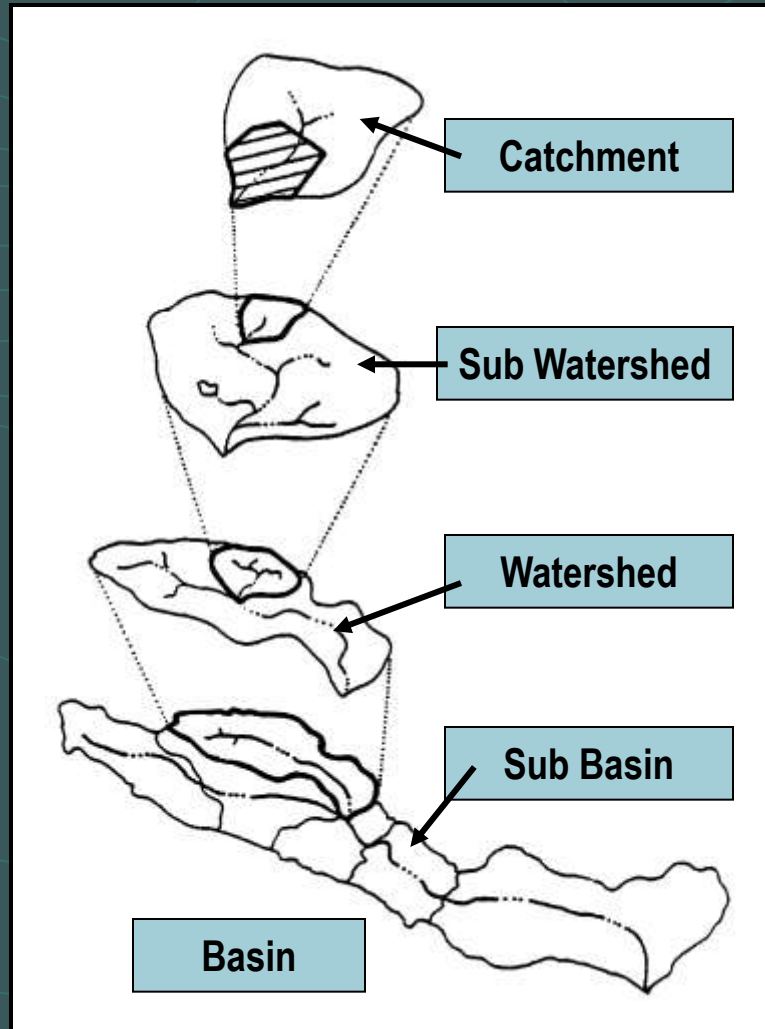 Catchment
Sub Watershed
Watershed
Sub Basin
Basin